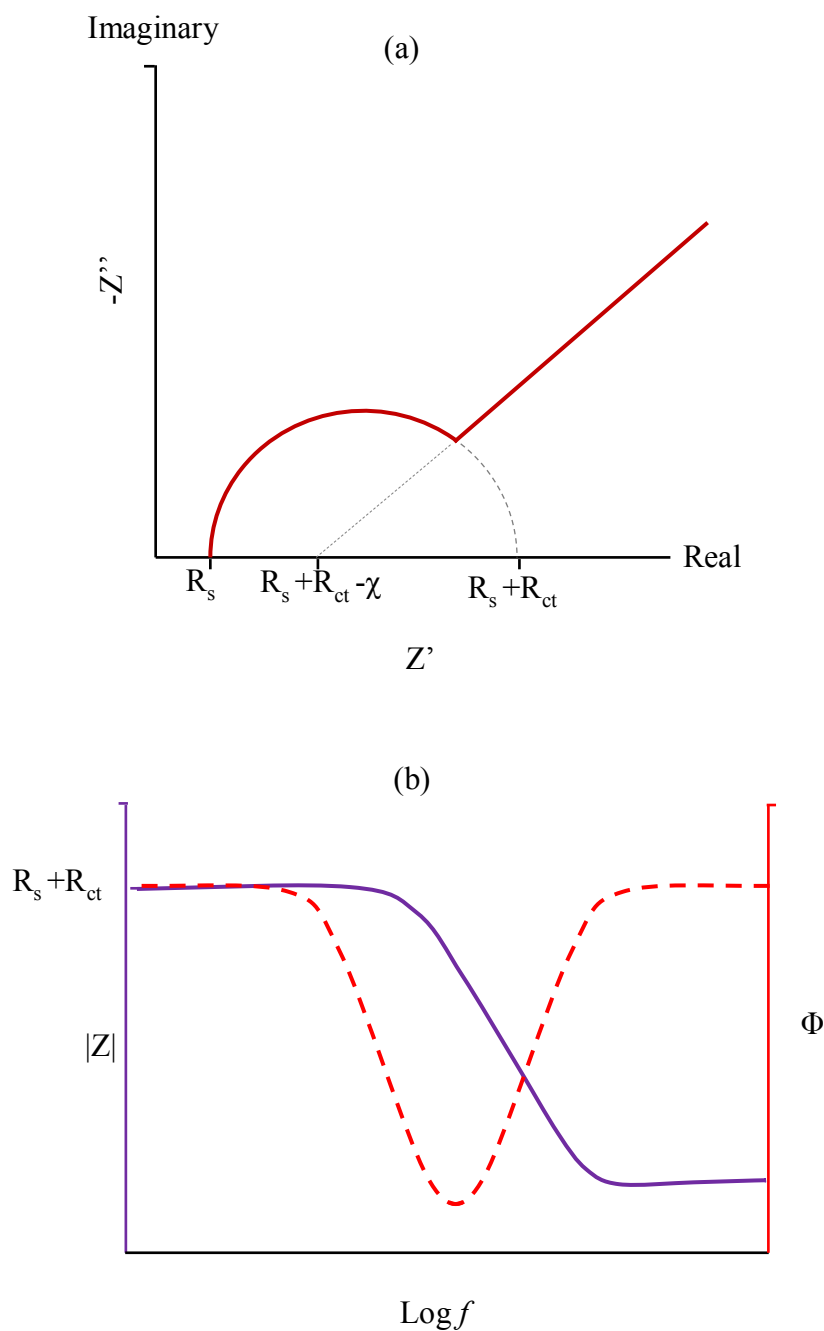 Imaginary
(a)
-Z’’
Real
Rs Rs +Rct -χ Rs +Rct
Z’
(b)
Rs +Rct
|Z|
Φ
Log f